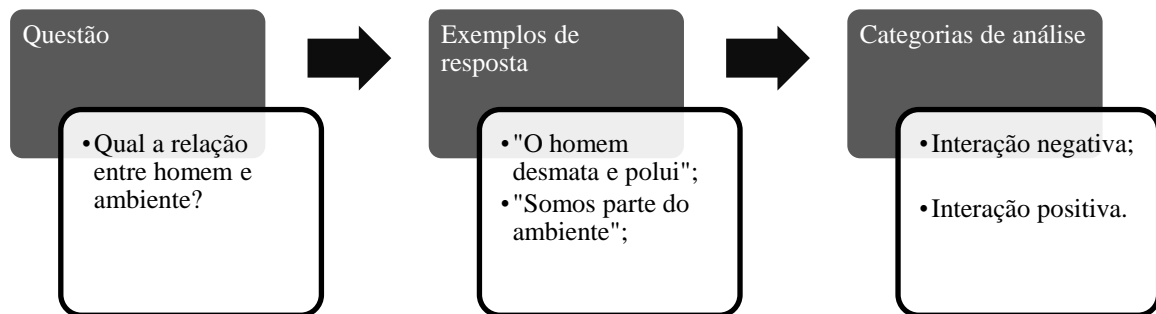 Questão
•Qual a relação
entre homem e
ambiente?
Exemplos de
resposta
•"O homem
desmata e polui";
•"Somos parte do
ambiente";
Categorias de análise
•Interação negativa;
•Interação positiva.